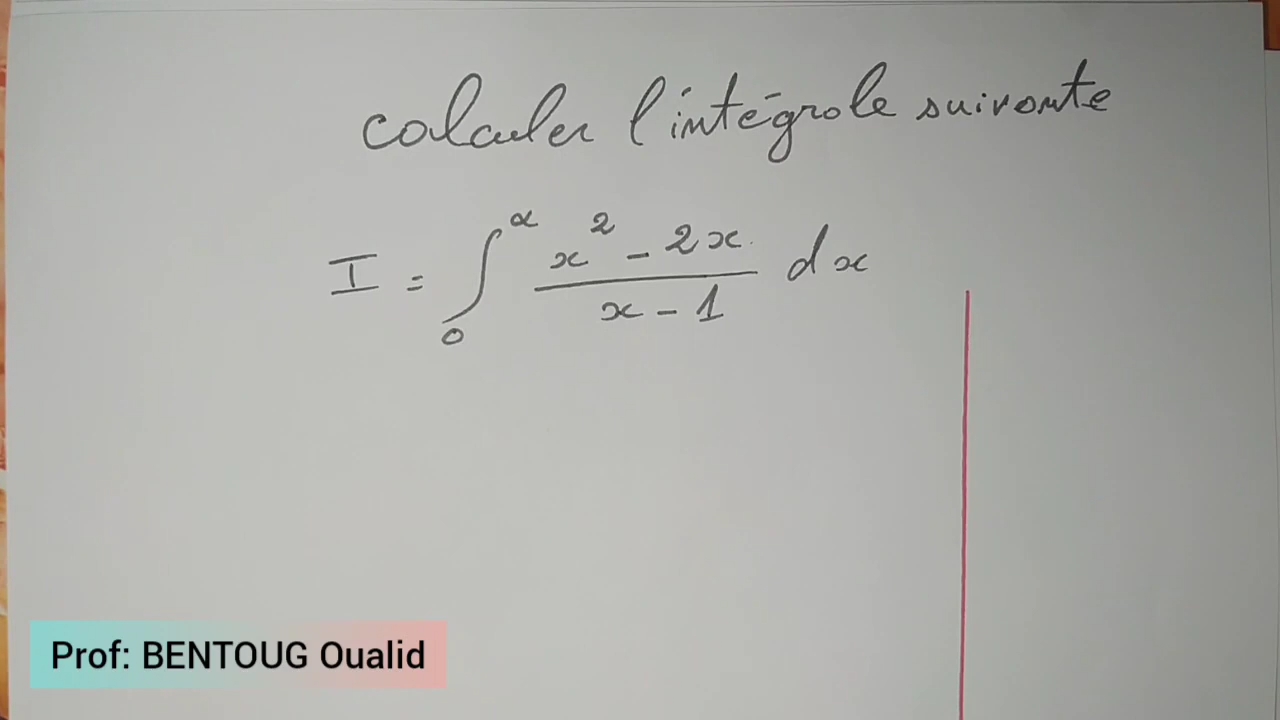 calculer l'intégrale suivante
I = ∫₀^α (x² - 2x)/(x - 1) dx
Prof: BENTOUG Oualid